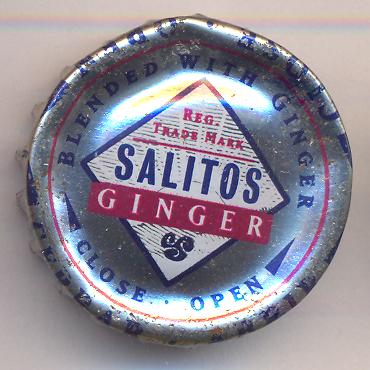 BLENDED WITH GINGER
REG.
TRADE MARK
SALITOS
GINGER
S
CLOSE · OPEN